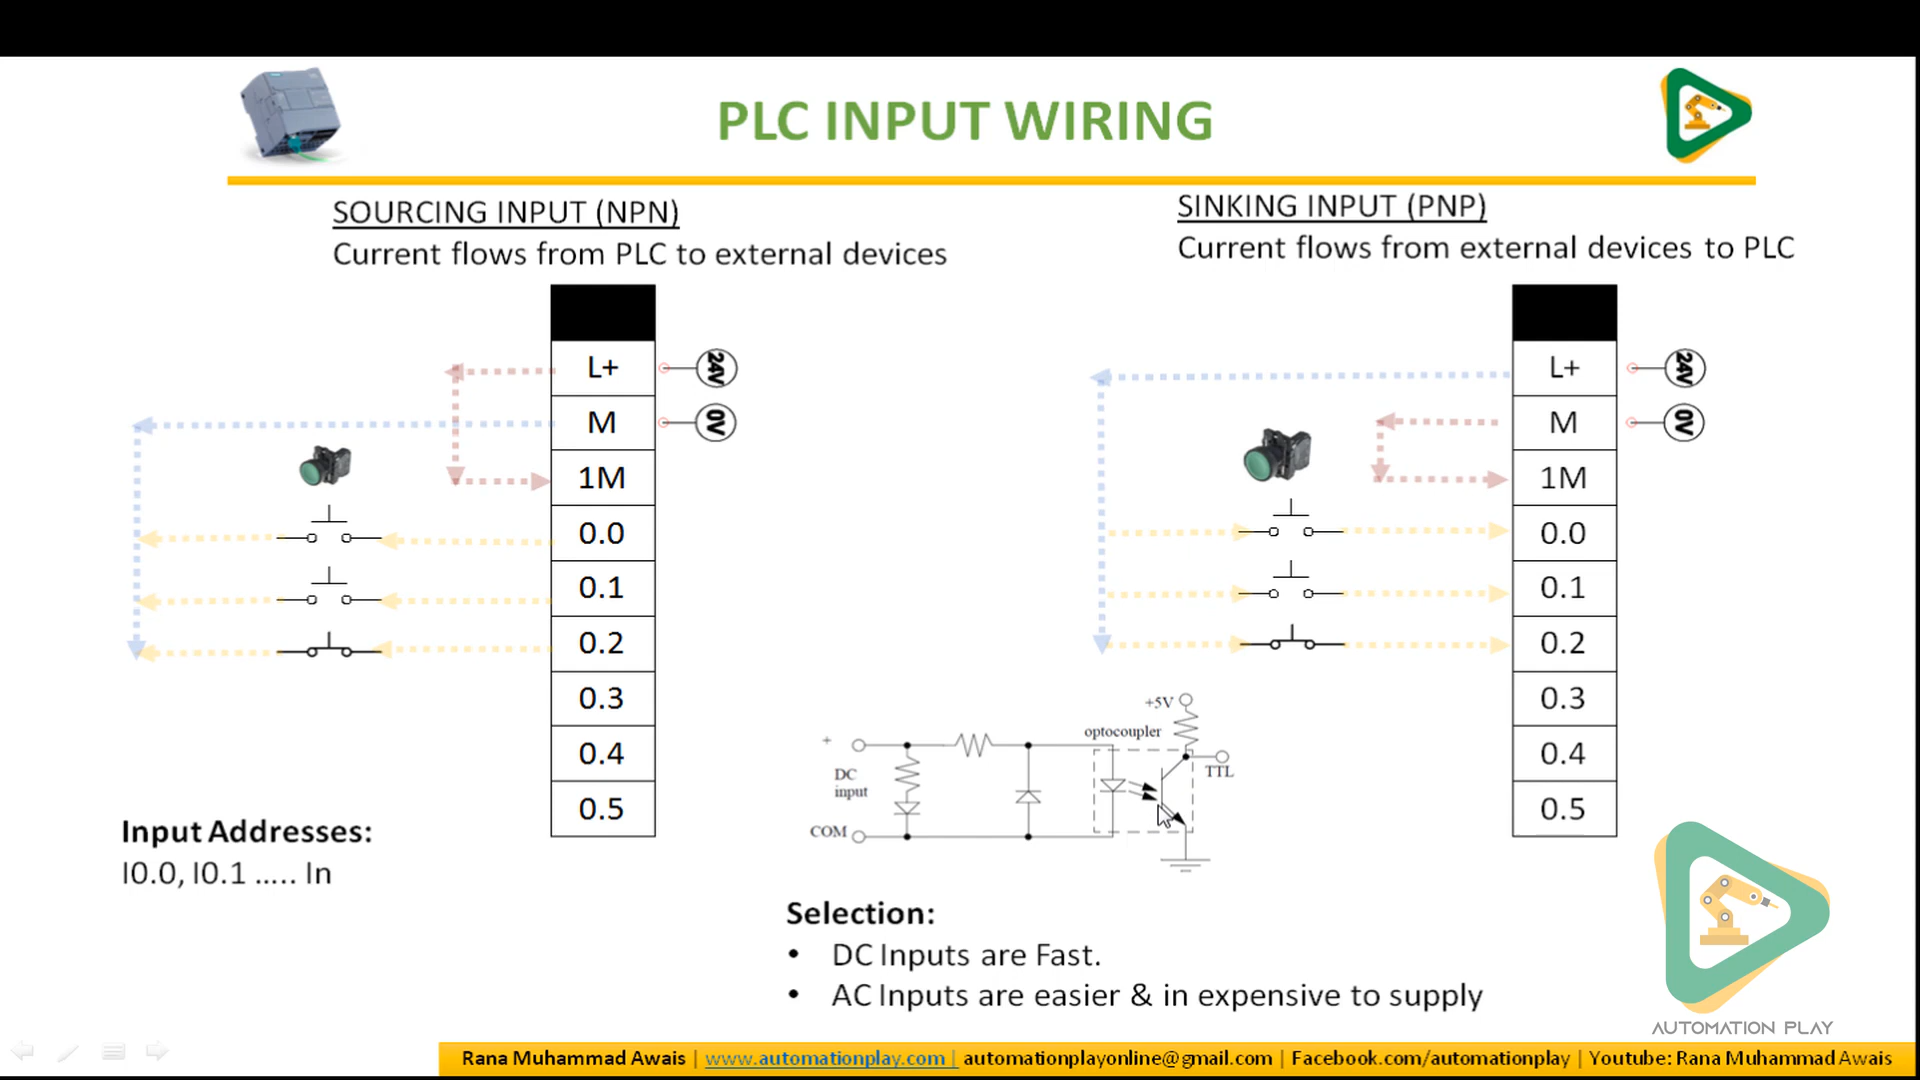 PLC INPUT WIRING
SOURCING INPUT (NPN)
Current flows from PLC to external devices
L+
24V
M
0V
1M
0.0
0.1
0.2
0.3
0.4
0.5
Input Addresses:
I0.0, I0.1 ..... In
SINKING INPUT (PNP)
Current flows from external devices to PLC
L+
24V
M
0V
1M
0.0
0.1
0.2
0.3
0.4
0.5
+5V
optocoupler
+
DC
input
TTL
COM
Selection:
• DC Inputs are Fast.
• AC Inputs are easier & in expensive to supply
AUTOMATION PLAY
Rana Muhammad Awais | www.automationplay.com | automationplayonline@gmail.com | Facebook.com/automationplay | Youtube: Rana Muhammad Awais